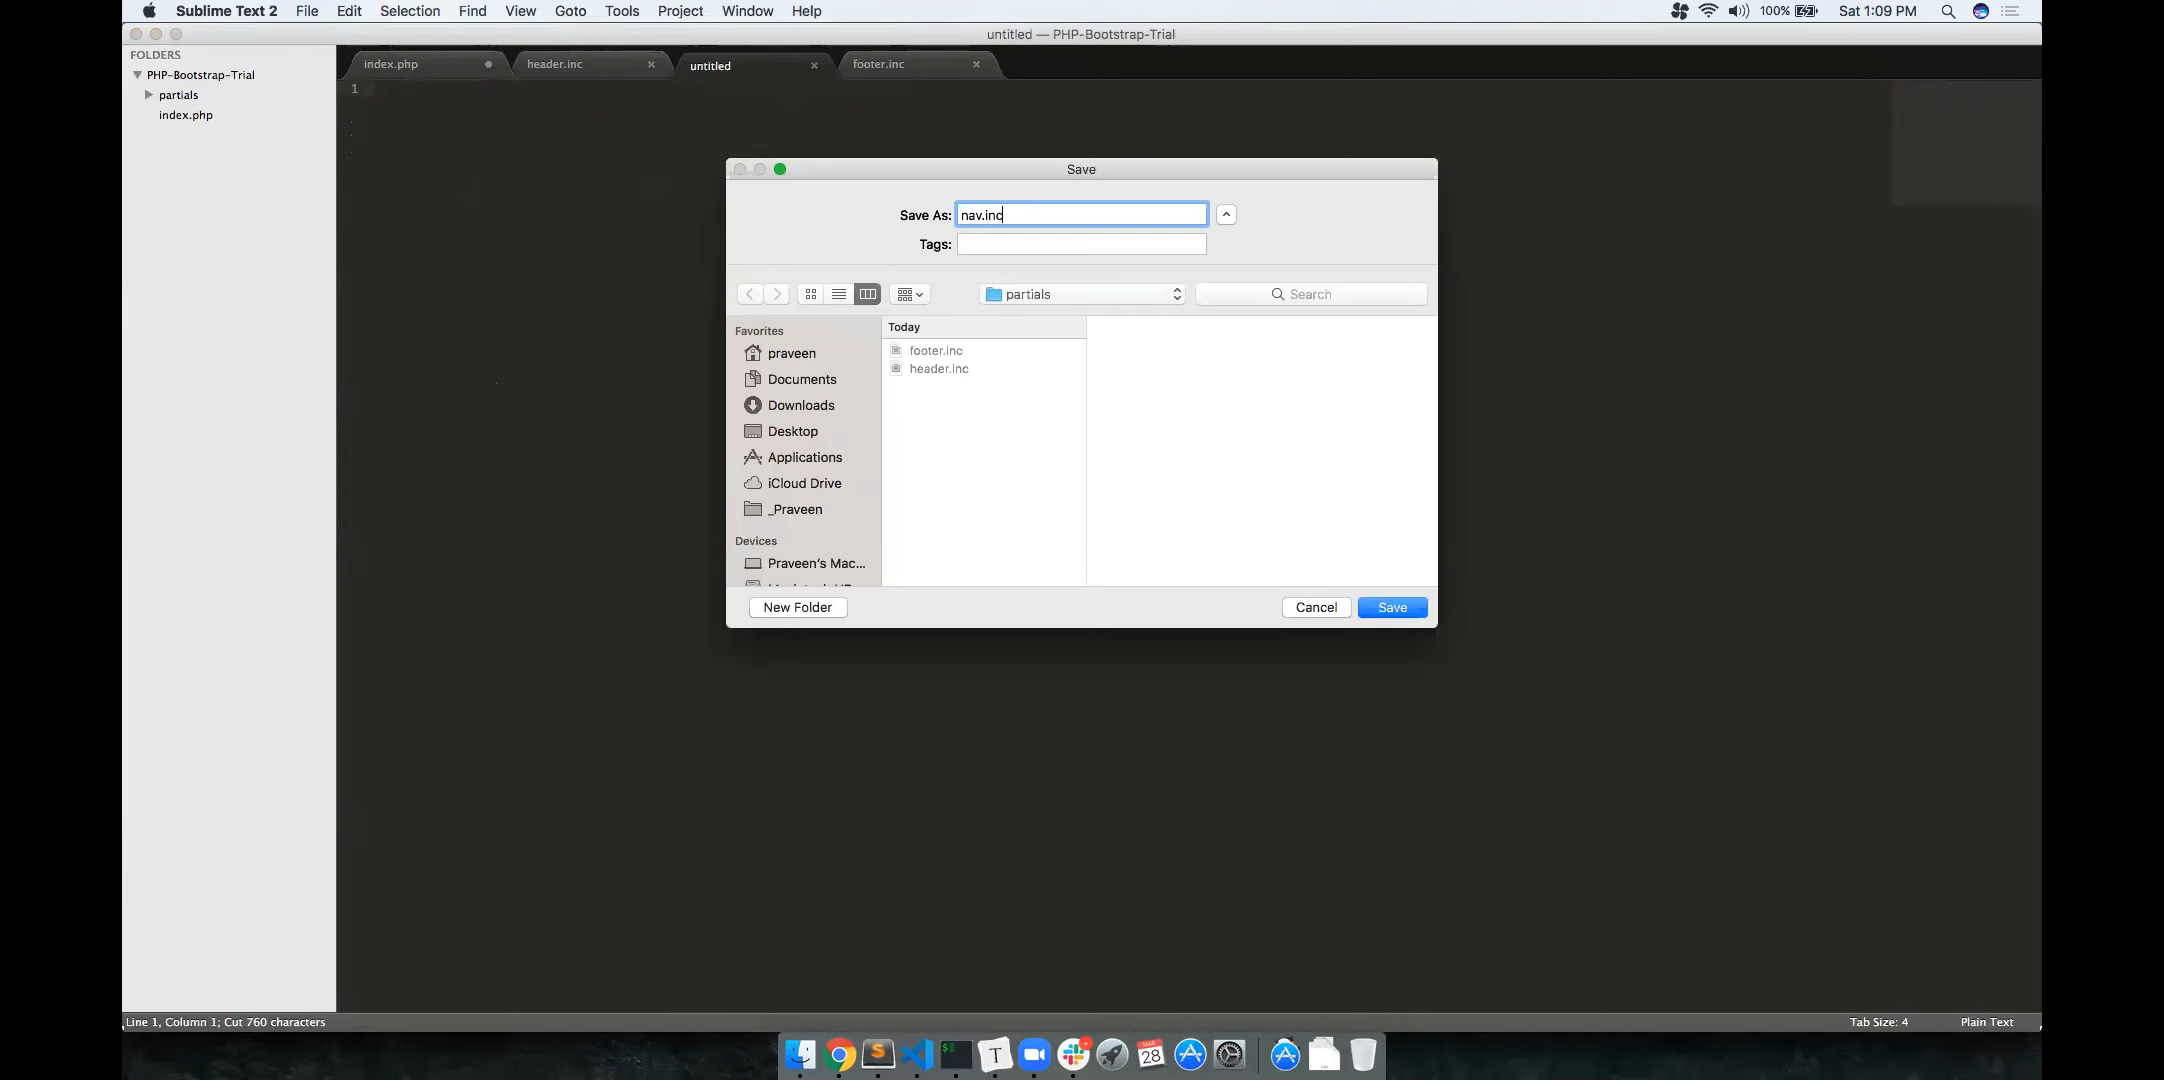 Sublime Text 2 File Edit Selection Find View Goto Tools Project Window Help 100% Sat 1:09 PM
untitled — PHP-Bootstrap-Trial
FOLDERS
PHP-Bootstrap-Trial
partials
index.php
index.php header.inc untitled footer.inc
1
Save
Save As: nav.inc
Tags:
partials
Search
Favorites
praveen
Documents
Downloads
Desktop
Applications
iCloud Drive
_Praveen
Devices
Praveen's Mac...
Today
footer.inc
header.inc
New Folder Cancel Save
Line 1, Column 1; Cut 760 characters Tab Size: 4 Plain Text
MAR
28